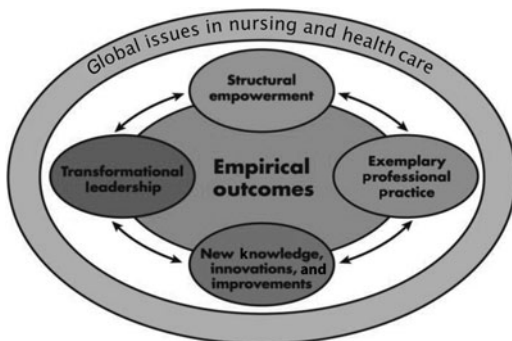 Global issues in nursing and health care
Structural
empowerment
Transformational
leadership
Empirical
outcomes
Exemplary
professional
practice
New knowledge,
innovations, and
improvements